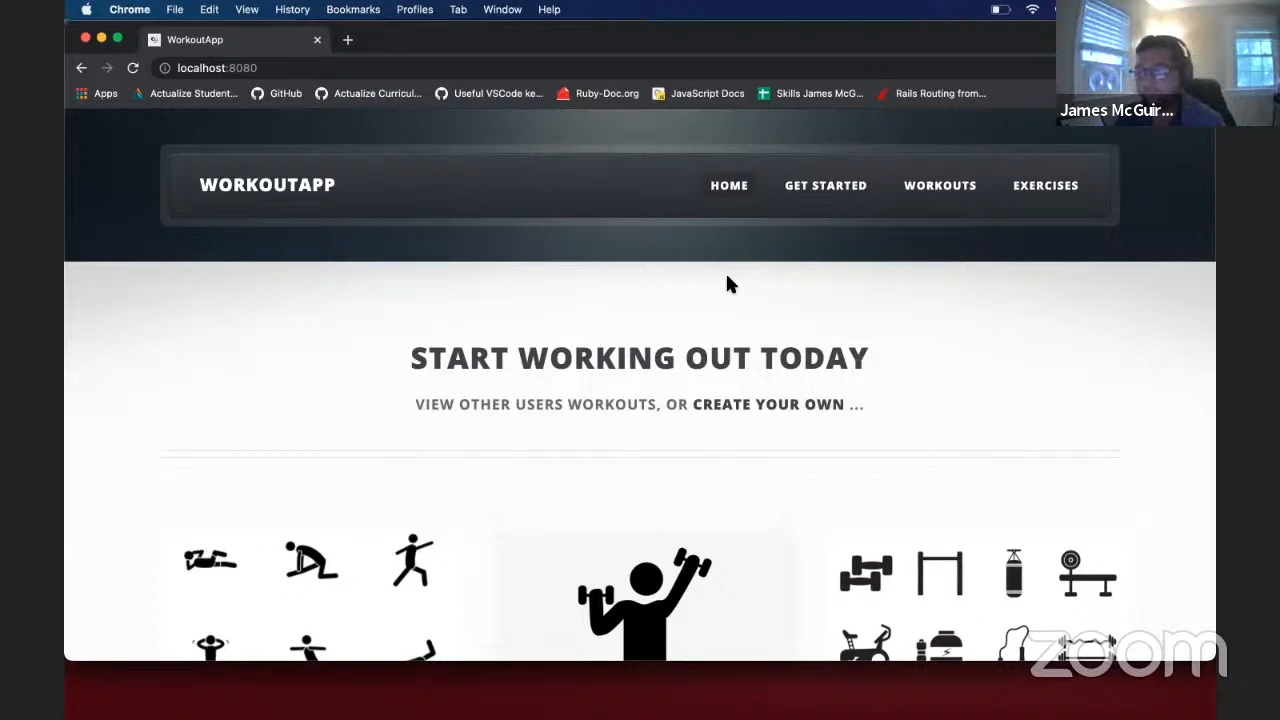 Chrome File Edit View History Bookmarks Profiles Tab Window Help
WorkoutApp
localhost:8080
Apps Actualize Student... GitHub Actualize Curricul... Useful VSCode ke... Ruby-Doc.org JavaScript Docs Skills James McG... Rails Routing from...
James McGuir...
WORKOUTAPP HOME GET STARTED WORKOUTS EXERCISES
START WORKING OUT TODAY
VIEW OTHER USERS WORKOUTS, OR CREATE YOUR OWN ...
zoom